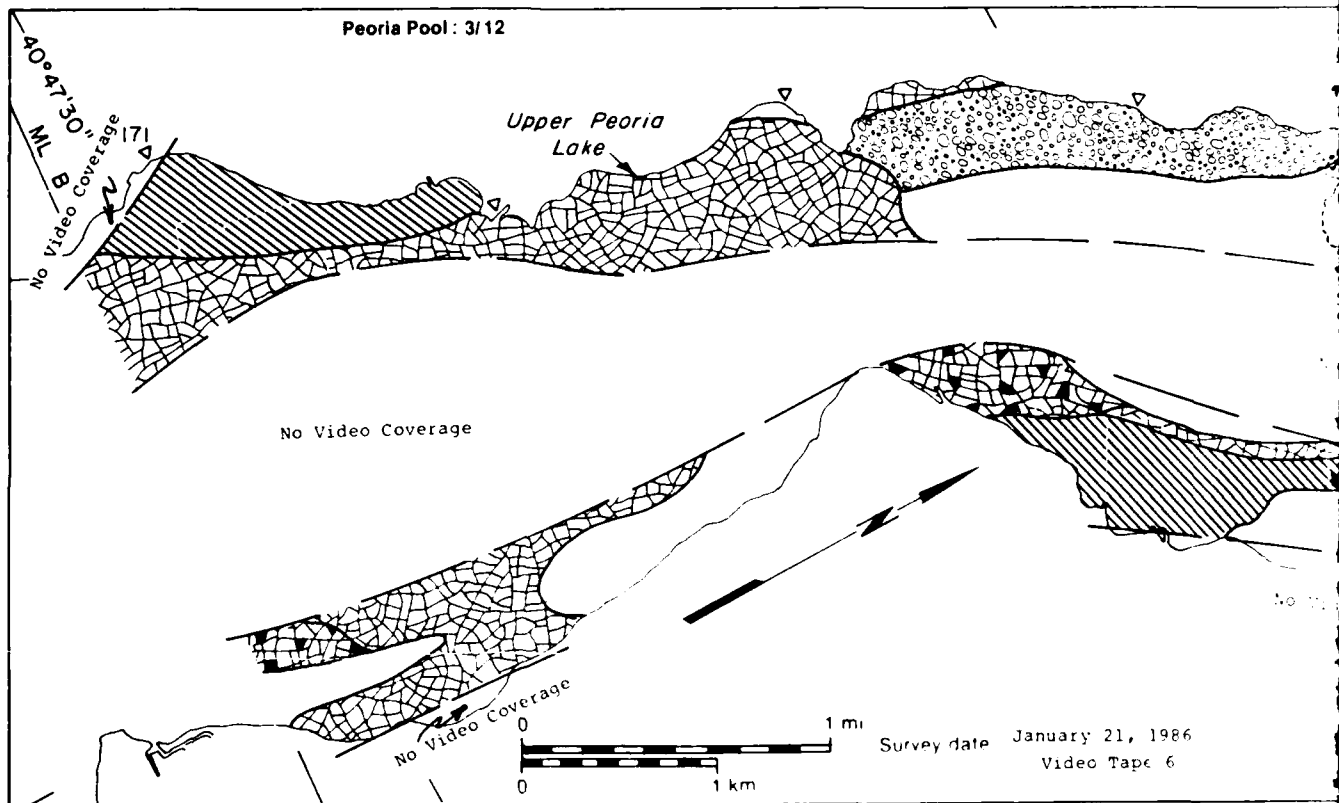 Peoria Pool : 3/12
40°47'30"
ML B
171
No Video Coverage
Upper Peoria
Lake
No Video Coverage
No Video Coverage
0
1 mi
0
1 km
Survey date January 21, 1986
Video Tape 6
No